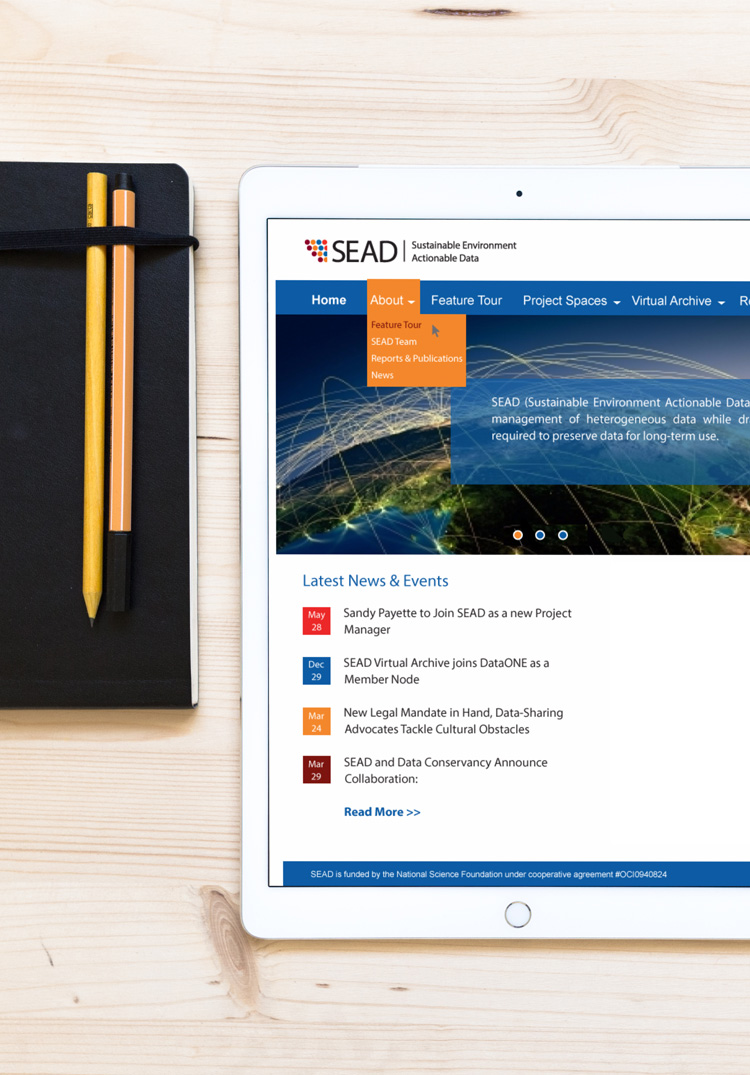 SEAD
Sustainable Environment
Actionable Data
Home About Feature Tour Project Spaces Virtual Archive
Feature Tour
SEAD Team
Reports & Publications
News
SEAD (Sustainable Environment Actionable Data
management of heterogeneous data while
required to preserve data for long-term use.
Latest News & Events
May
28
Sandy Payette to Join SEAD as a new Project
Manager
Dec
29
SEAD Virtual Archive joins DataONE as a
Member Node
Mar
24
New Legal Mandate in Hand, Data-Sharing
Advocates Tackle Cultural Obstacles
Mar
29
SEAD and Data Conservancy Announce
Collaboration:
Read More >>
SEAD is funded by the National Science Foundation under cooperative agreement #OCI0940824